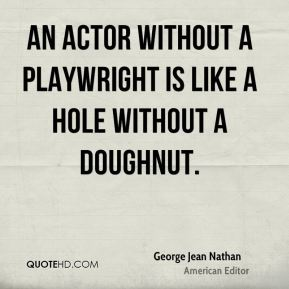 AN ACTOR WITHOUT A
PLAYWRIGHT IS LIKE A
HOLE WITHOUT A
DOUGHNUT.
George Jean Nathan
QUOTEHD.COM
American Editor